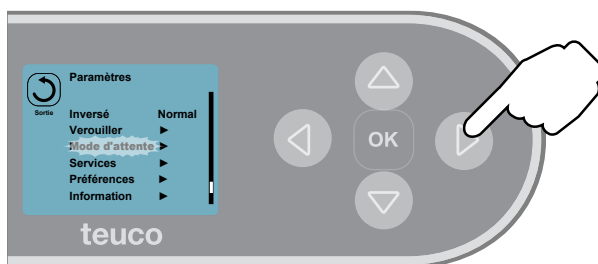 Paramètres
Sortie
Inversé Normal
Verouiller
Mode d'attente
Services
Préférences
Information
OK
teuco